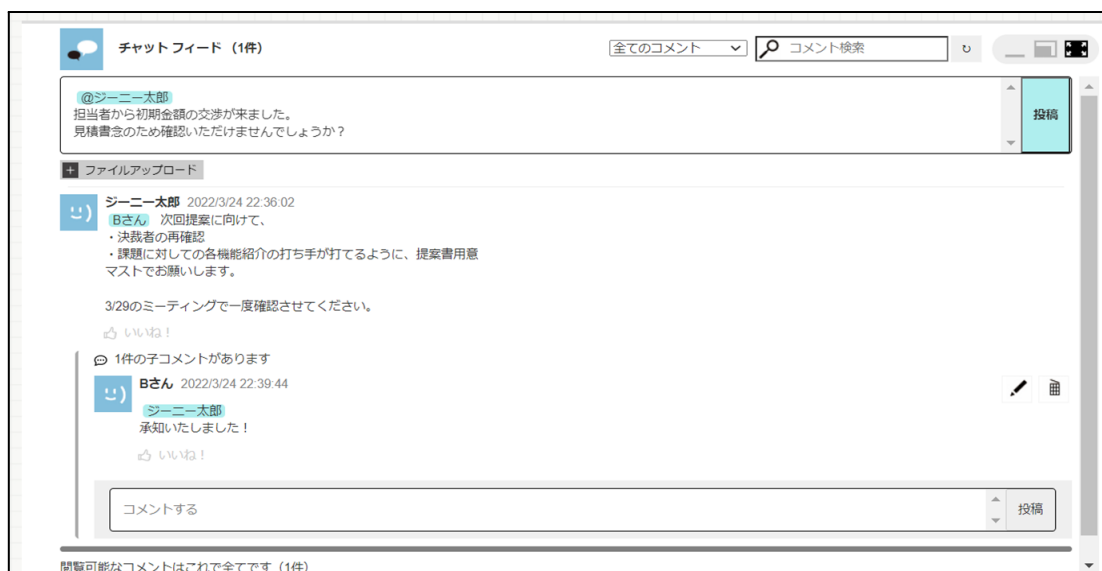 チャット フィード （1件）
全てのコメント
コメント検索
@ジーニー太郎
担当者から初期金額の交渉が来ました。
見積書念のため確認いただけませんでしょうか？
投稿
+ ファイルアップロード
ジーニー太郎 2022/3/24 22:36:02
Bさん 次回提案に向けて、
・決裁者の再確認
・課題に対しての各機能紹介の打ち手が打てるように、提案書用意
マストでお願いします。
3/29のミーティングで一度確認させてください。
いいね！
1件の子コメントがあります
Bさん 2022/3/24 22:39:44
ジーニー太郎
承知いたしました！
いいね！
コメントする
投稿
閲覧可能なコメントはこれで全てです（1件）